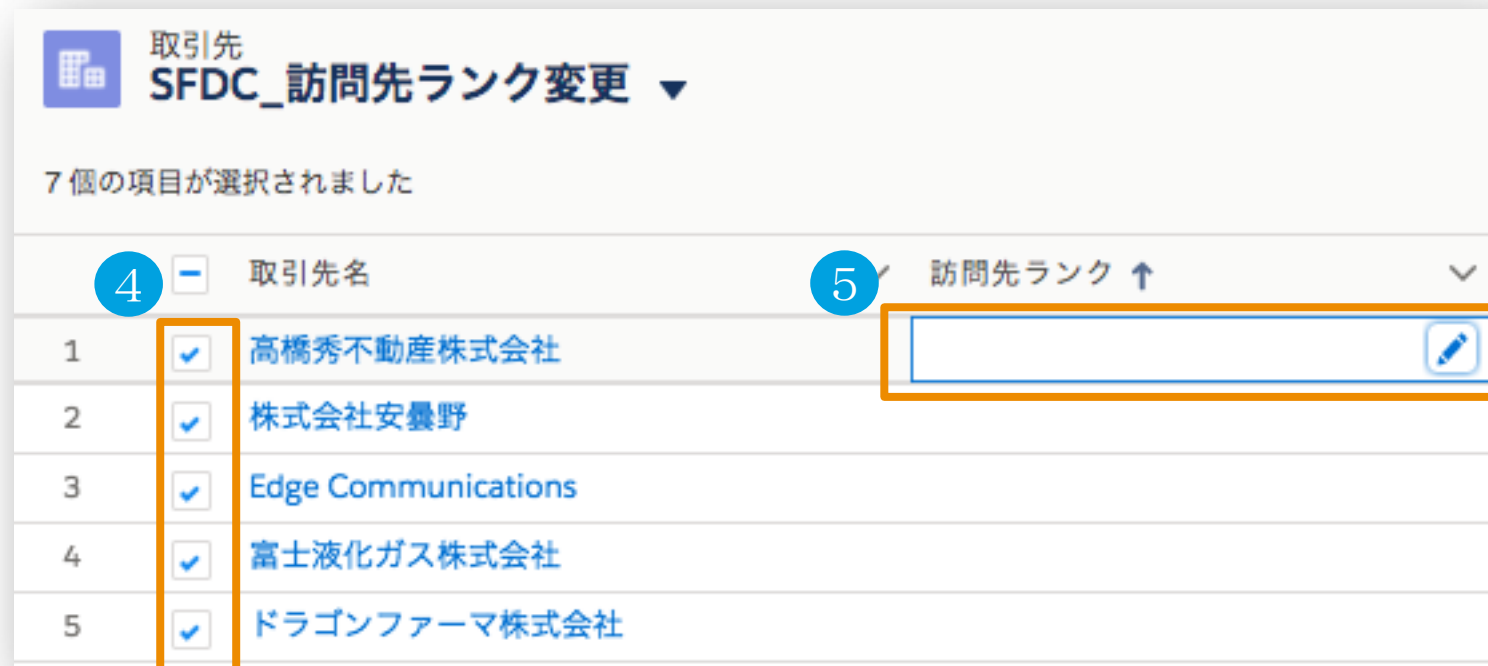 取引先
SFDC_訪問先ランク変更
7 個の項目が選択されました
4 取引先名 5 訪問先ランク ↑
1 高橋秀不動産株式会社
2 株式会社安曇野
3 Edge Communications
4 富士液化ガス株式会社
5 ドラゴンファーマ株式会社